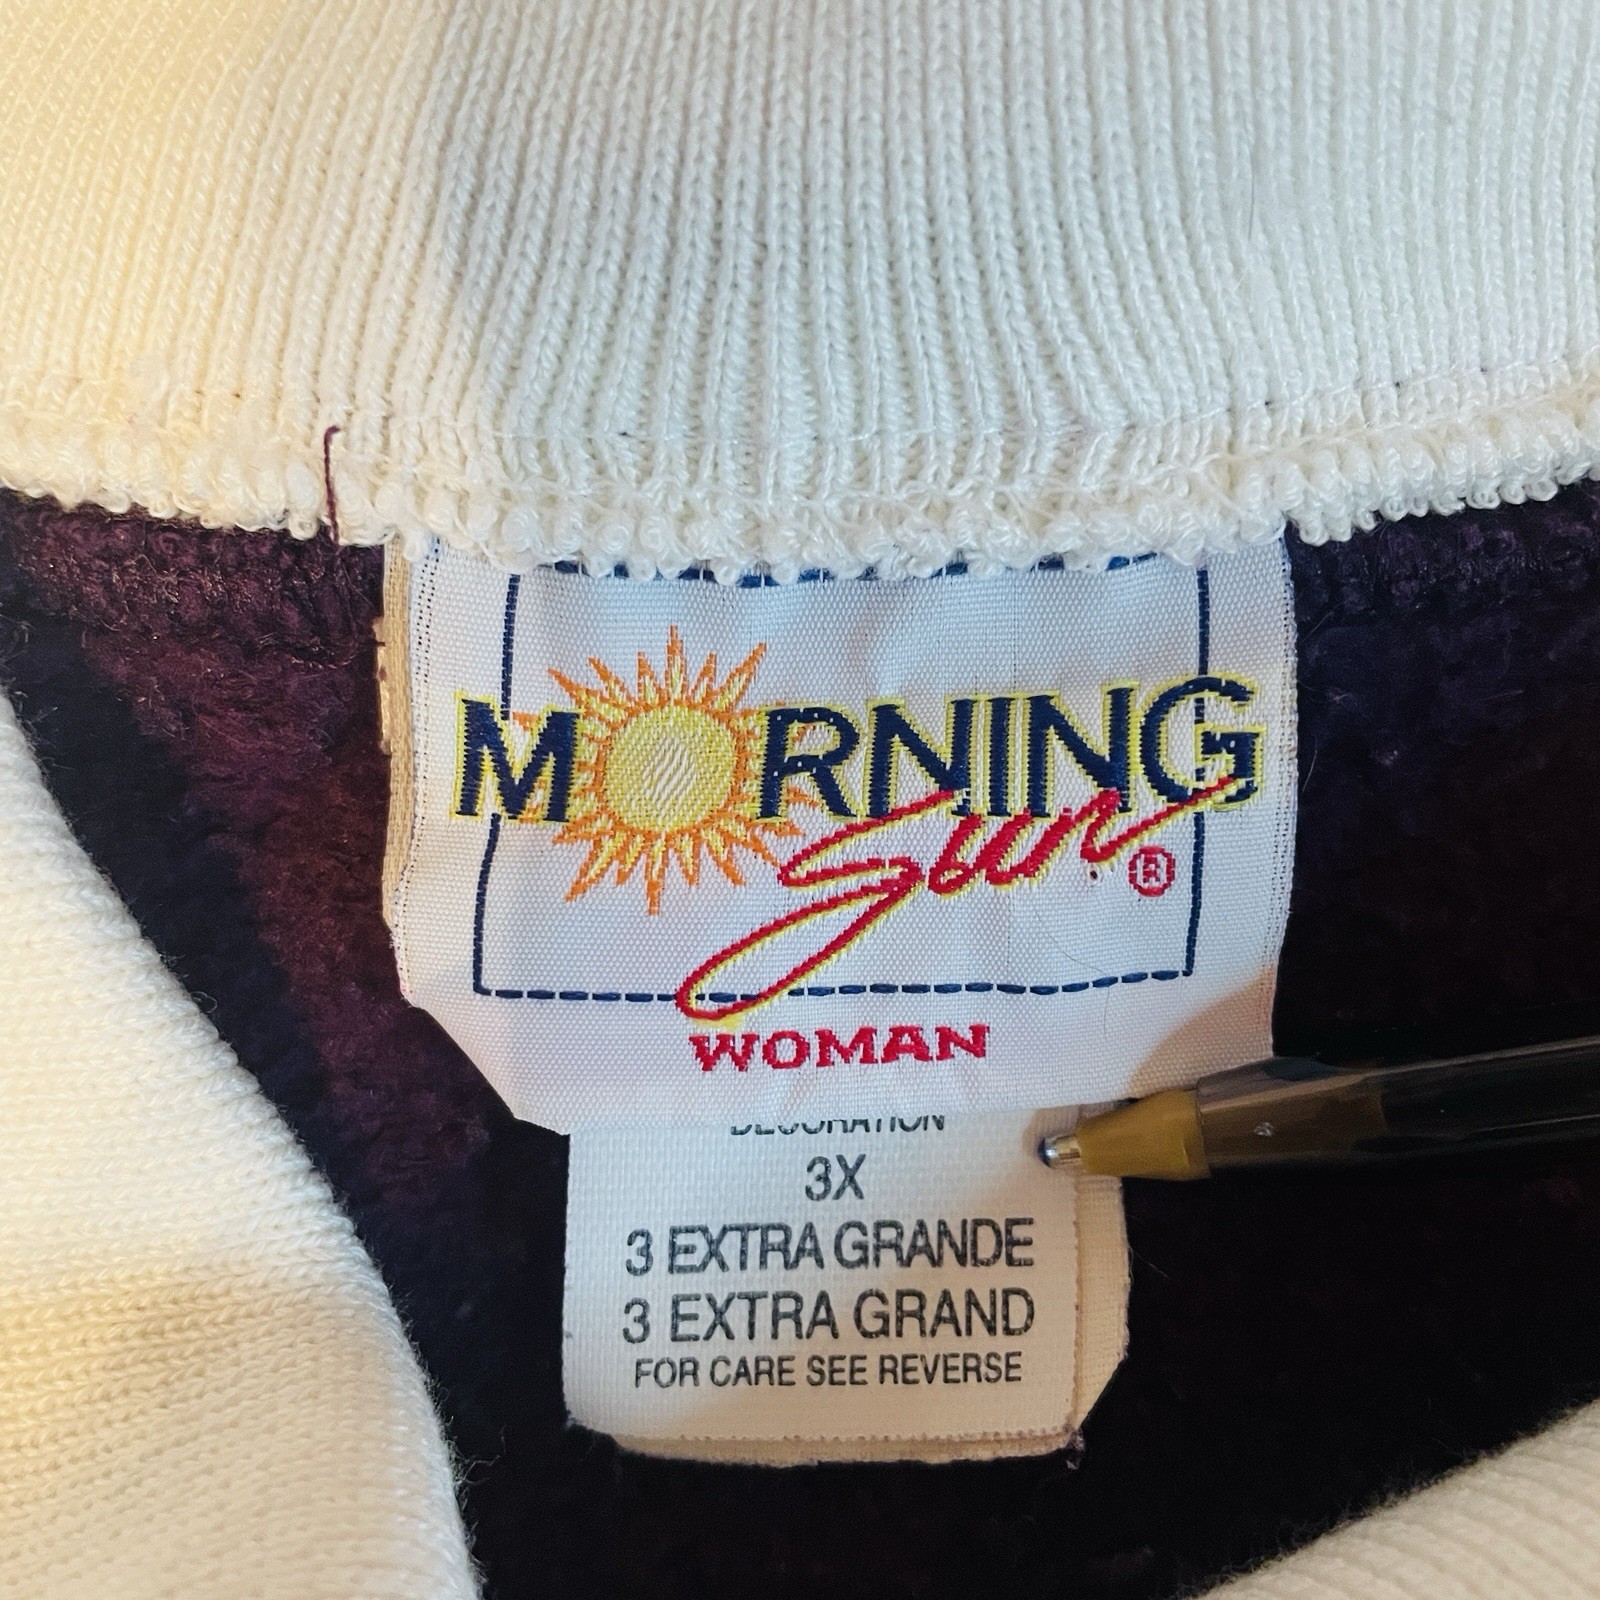 MORNING
Sun ®
WOMAN
DECORATION
3X
3 EXTRA GRANDE
3 EXTRA GRAND
FOR CARE SEE REVERSE